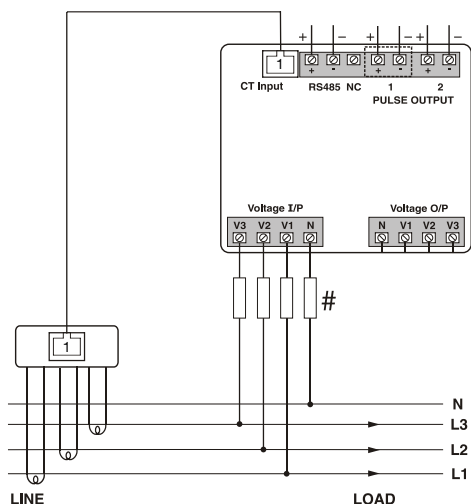 + − + − + −
1
+ - + - + -
CT Input RS485 NC 1 2
PULSE OUTPUT
Voltage I/P Voltage O/P
V3 V2 V1 N N V1 V2 V3
#
1
N
L3
L2
L1
LINE LOAD